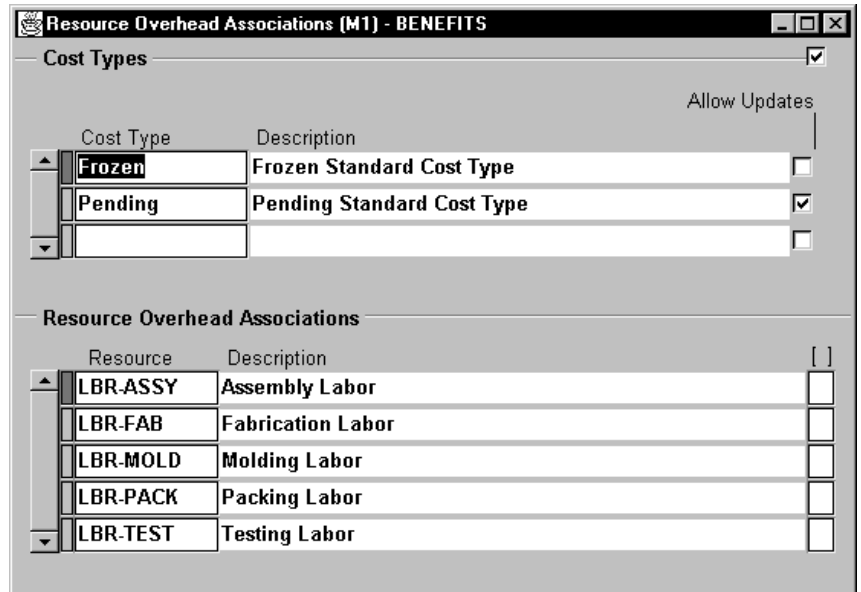 Resource Overhead Associations (M1) - BENEFITS
Cost Types
Allow Updates
Cost Type Description
Frozen Frozen Standard Cost Type
Pending Pending Standard Cost Type
Resource Overhead Associations
Resource Description [ ]
LBR-ASSY Assembly Labor
LBR-FAB Fabrication Labor
LBR-MOLD Molding Labor
LBR-PACK Packing Labor
LBR-TEST Testing Labor